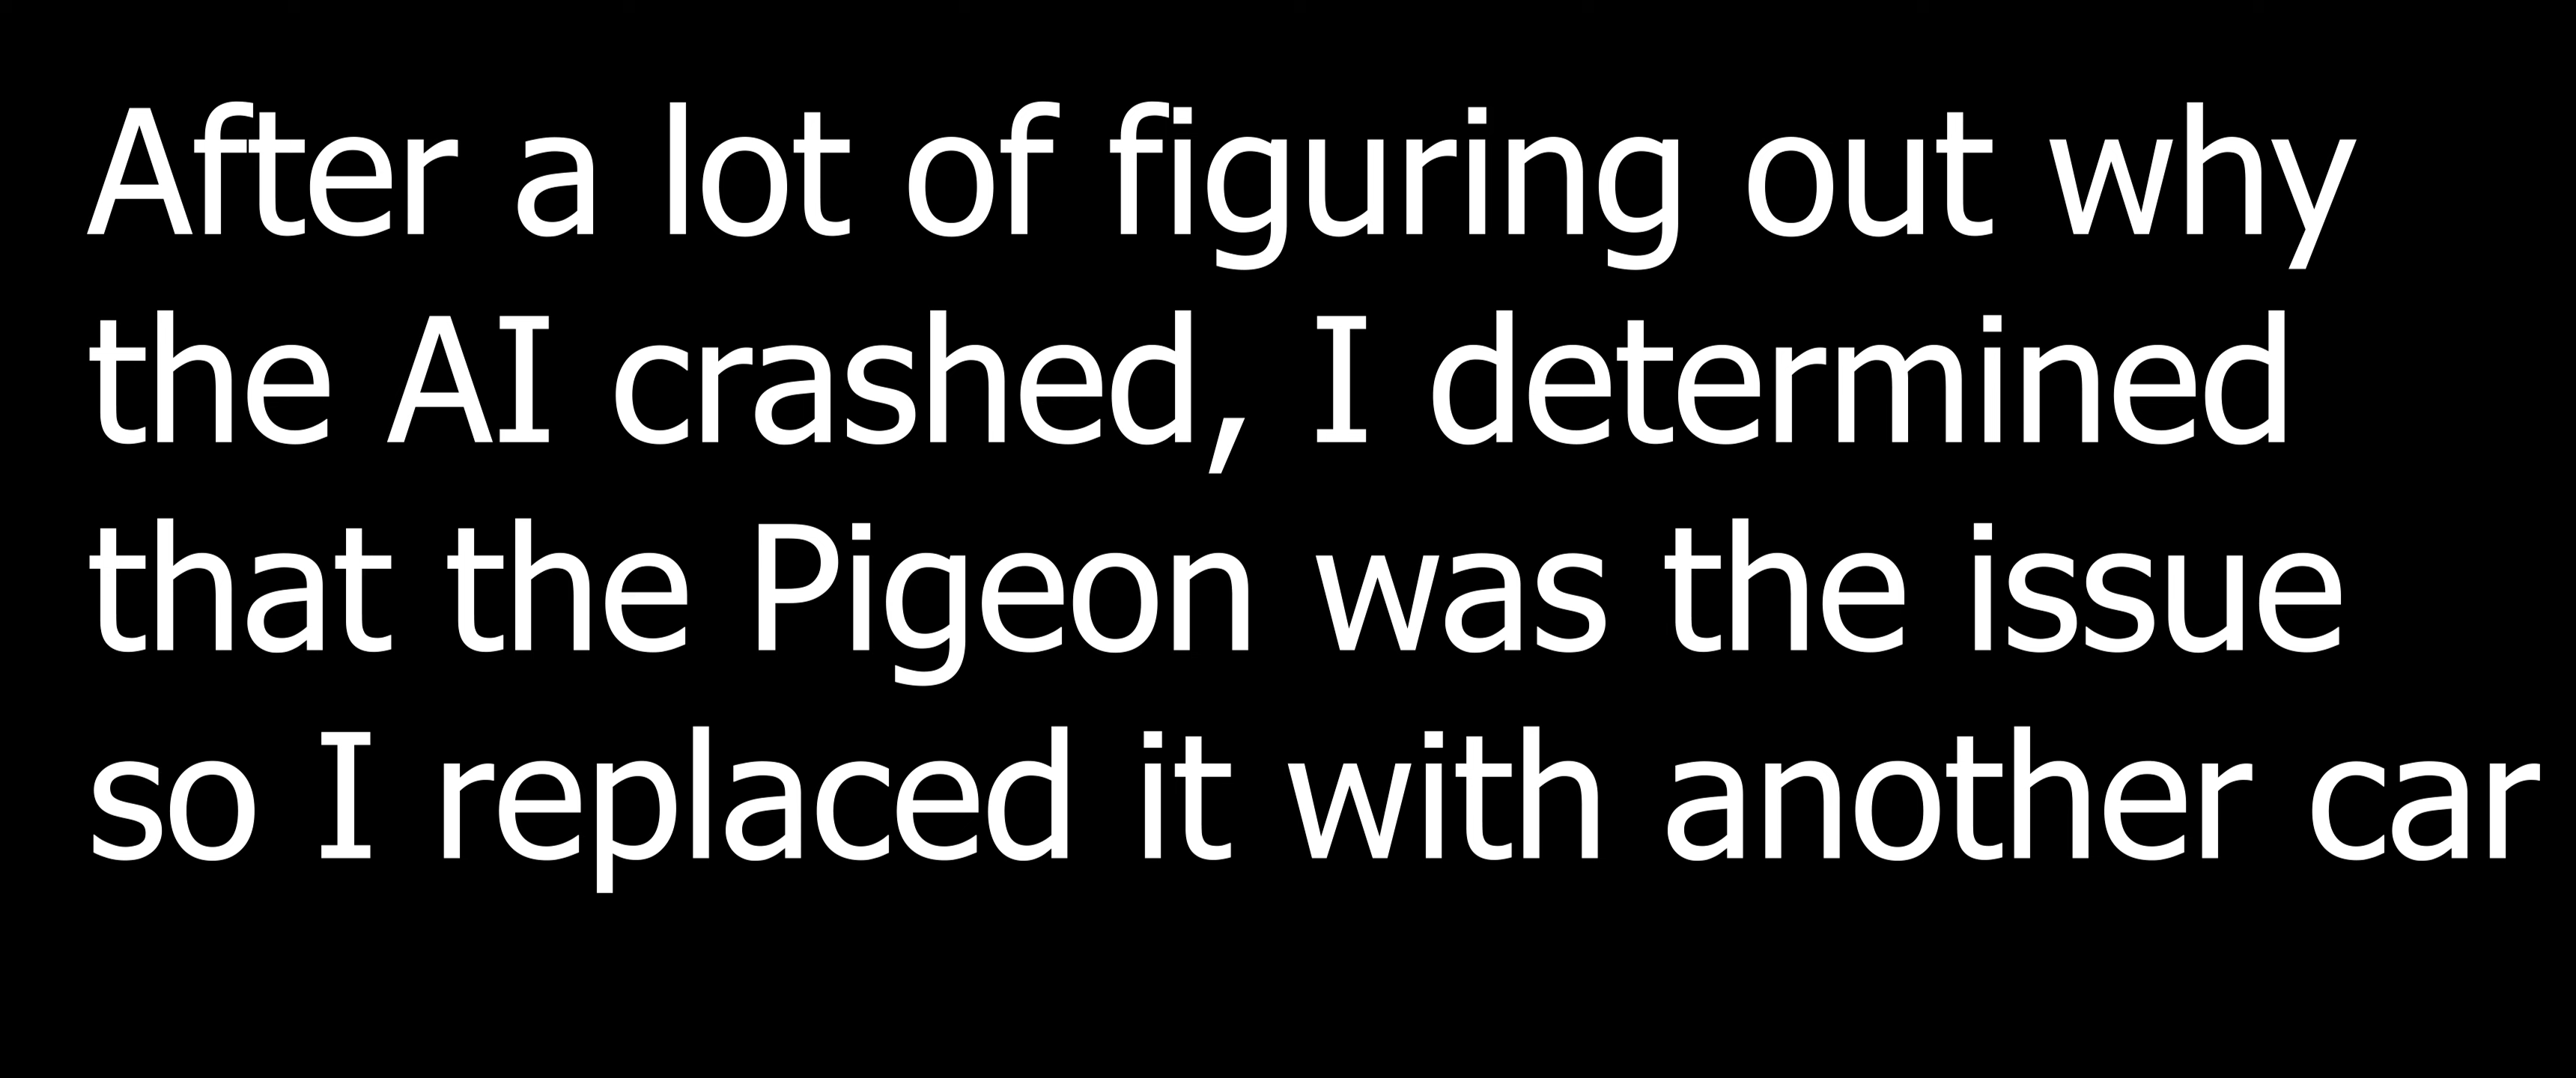 After a lot of figuring out why
the AI crashed, I determined
that the Pigeon was the issue
so I replaced it with another car